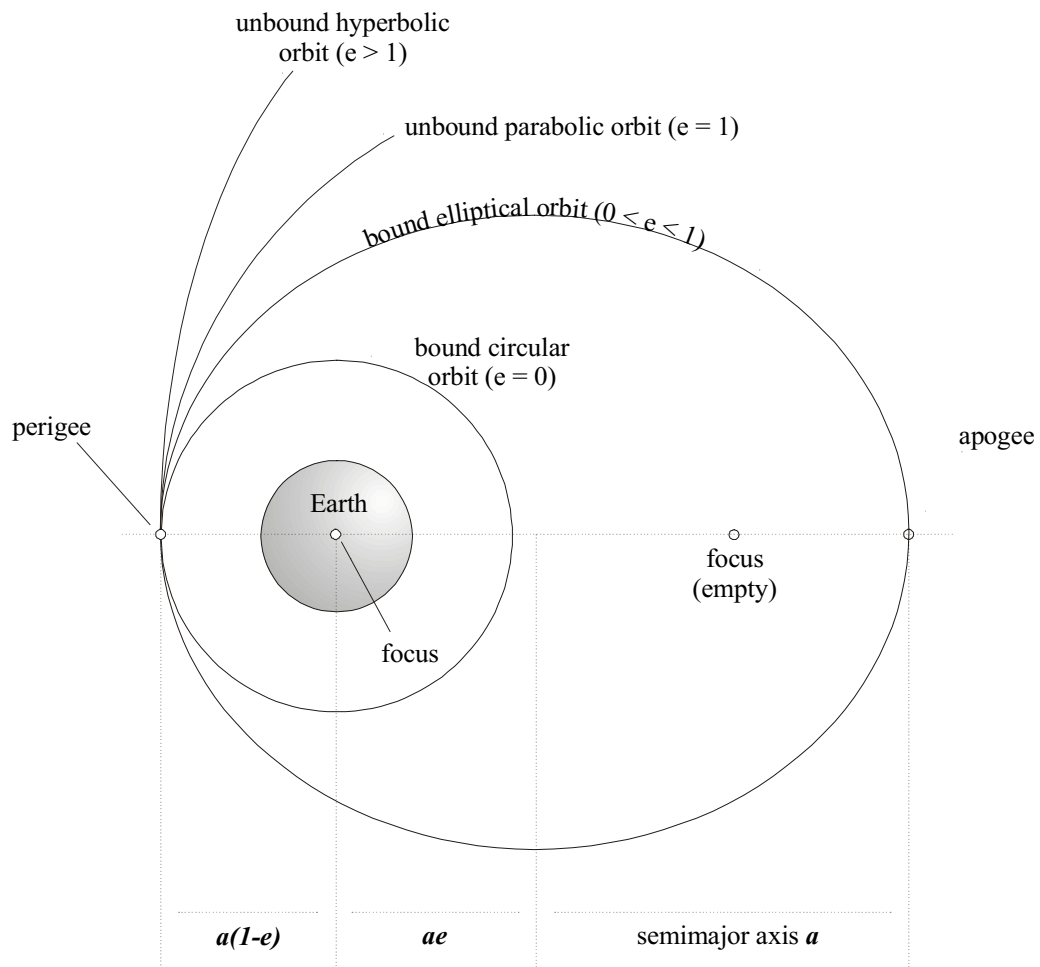 unbound hyperbolic
orbit (e > 1)
unbound parabolic orbit (e = 1)
bound elliptical orbit (0 < e < 1)
bound circular
orbit (e = 0)
perigee
apogee
Earth
focus
(empty)
focus
a(1-e)
ae
semimajor axis a